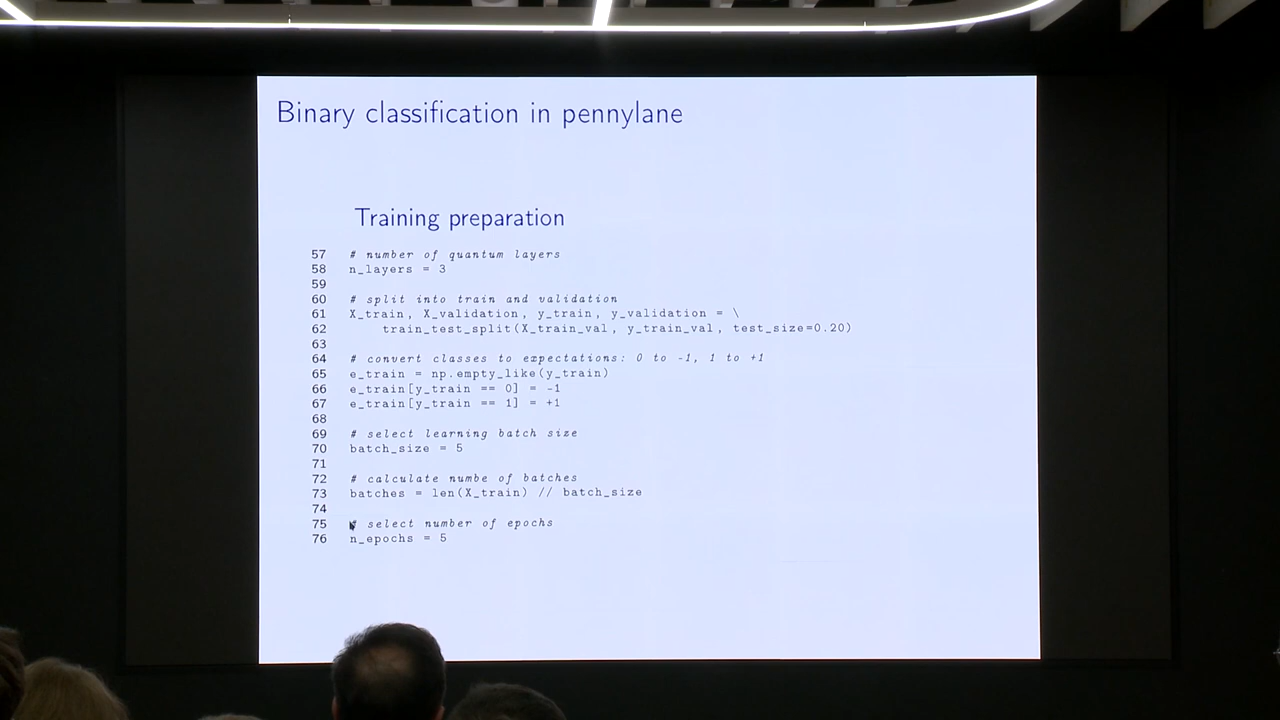 Binary classification in pennylane
Training preparation
57 # number of quantum layers
58 n_layers = 3
59
60 # split into train and validation
61 X_train, X_validation, y_train, y_validation = \
62 train_test_split(X_train_val, y_train_val, test_size=0.20)
63
64 # convert classes to expectations: 0 to -1, 1 to +1
65 e_train = np.empty_like(y_train)
66 e_train[y_train == 0] = -1
67 e_train[y_train == 1] = +1
68
69 # select learning batch size
70 batch_size = 5
71
72 # calculate numbe of batches
73 batches = len(X_train) // batch_size
74
75 # select number of epochs
76 n_epochs = 5